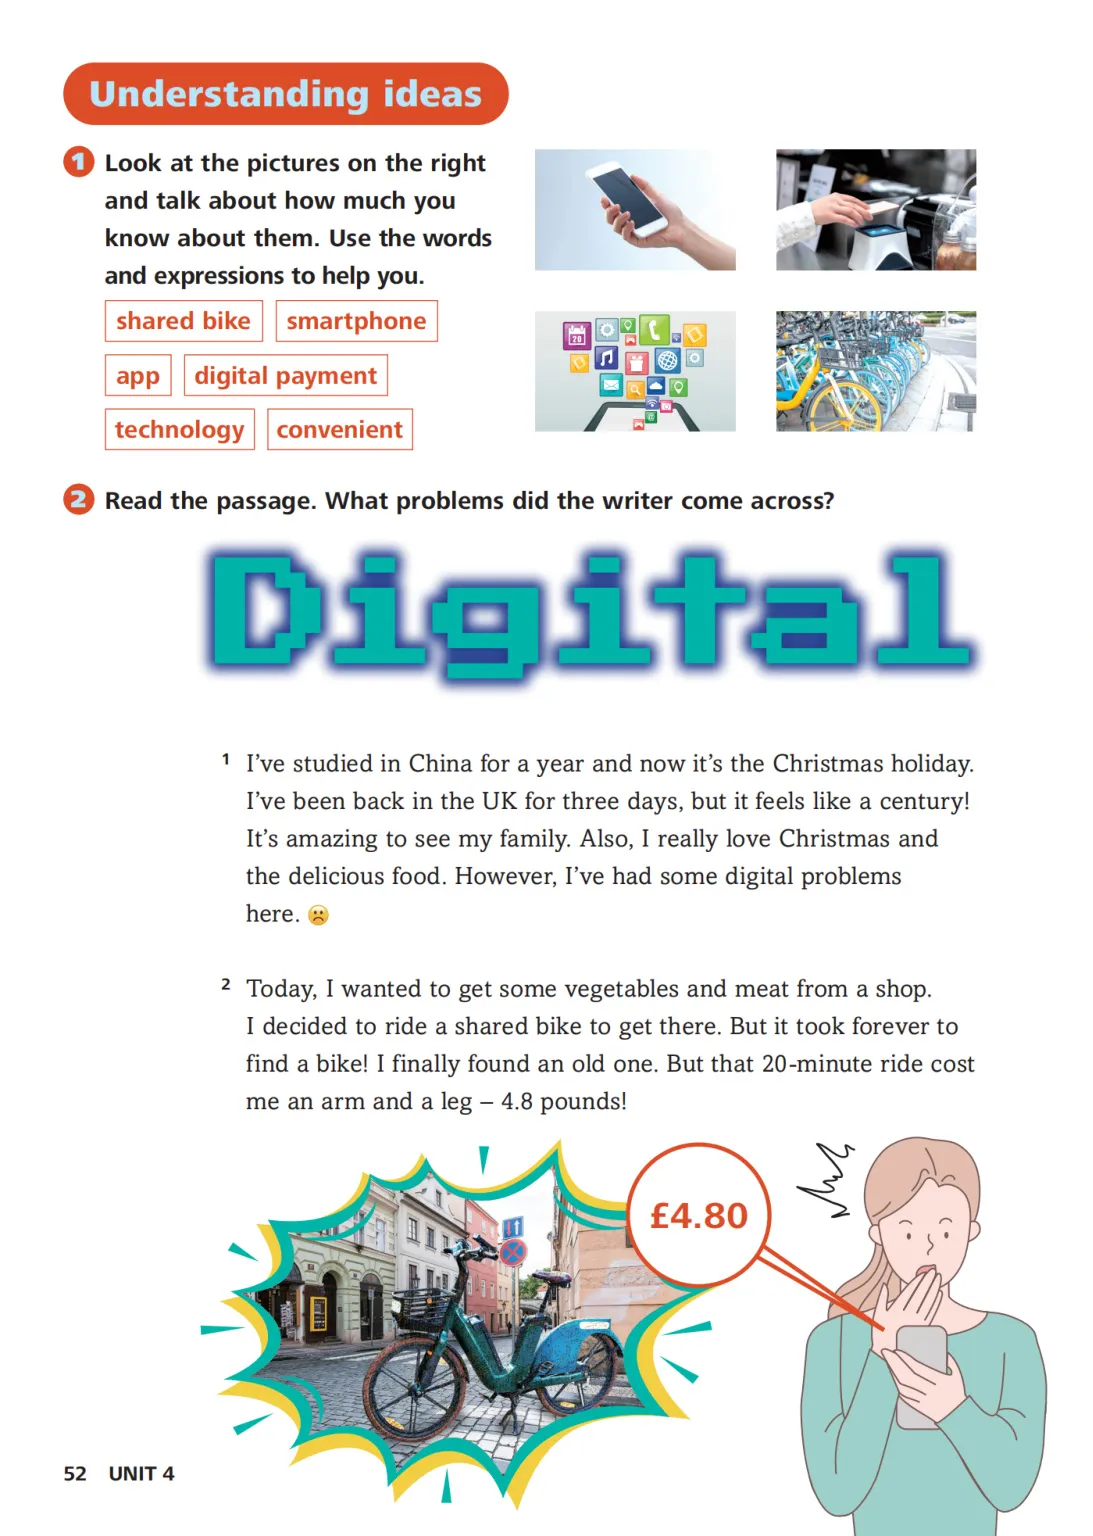 Understanding ideas
1 Look at the pictures on the right
and talk about how much you
know about them. Use the words
and expressions to help you.
shared bike smartphone
app digital payment
technology convenient
2 Read the passage. What problems did the writer come across?
Digital
1 I've studied in China for a year and now it's the Christmas holiday.
I've been back in the UK for three days, but it feels like a century!
It's amazing to see my family. Also, I really love Christmas and
the delicious food. However, I've had some digital problems
here. ☹️
2 Today, I wanted to get some vegetables and meat from a shop.
I decided to ride a shared bike to get there. But it took forever to
find a bike! I finally found an old one. But that 20-minute ride cost
me an arm and a leg – 4.8 pounds!
£4.80
52 UNIT 4